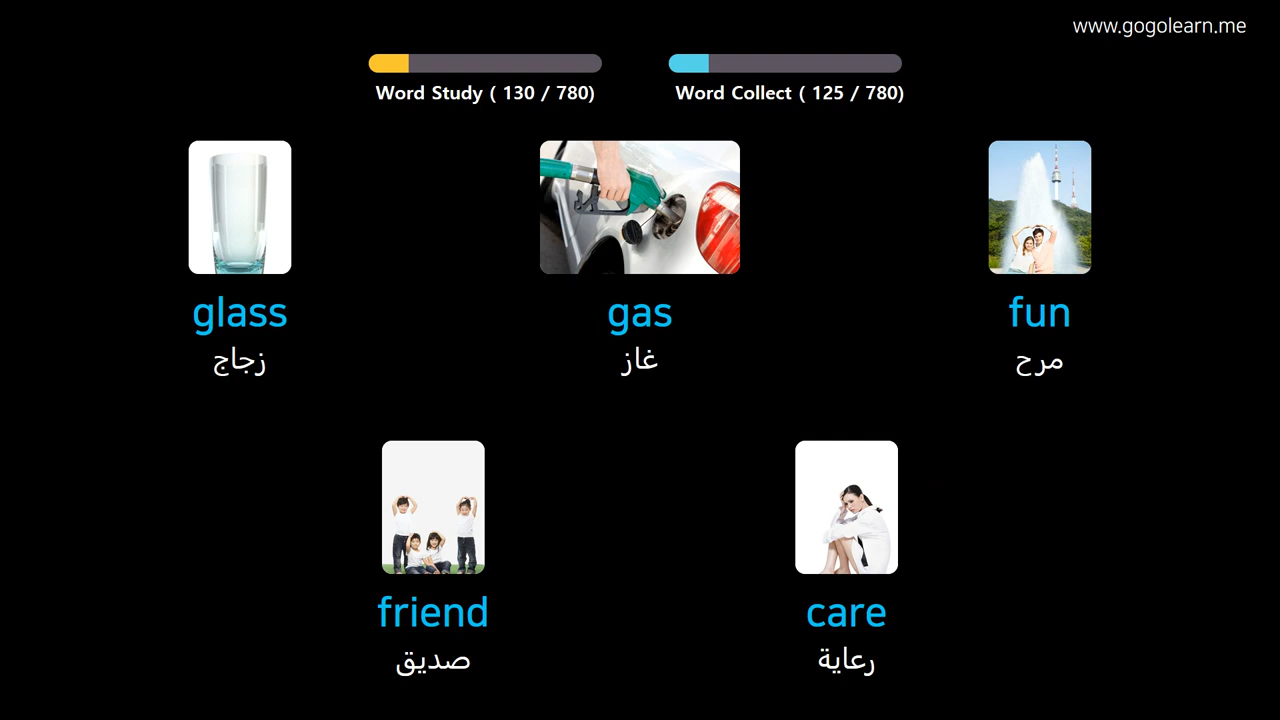 www.gogolearn.me
Word Study ( 130 / 780)
Word Collect ( 125 / 780)
glass
زجاج
gas
غاز
fun
مرح
friend
صديق
care
رعاية